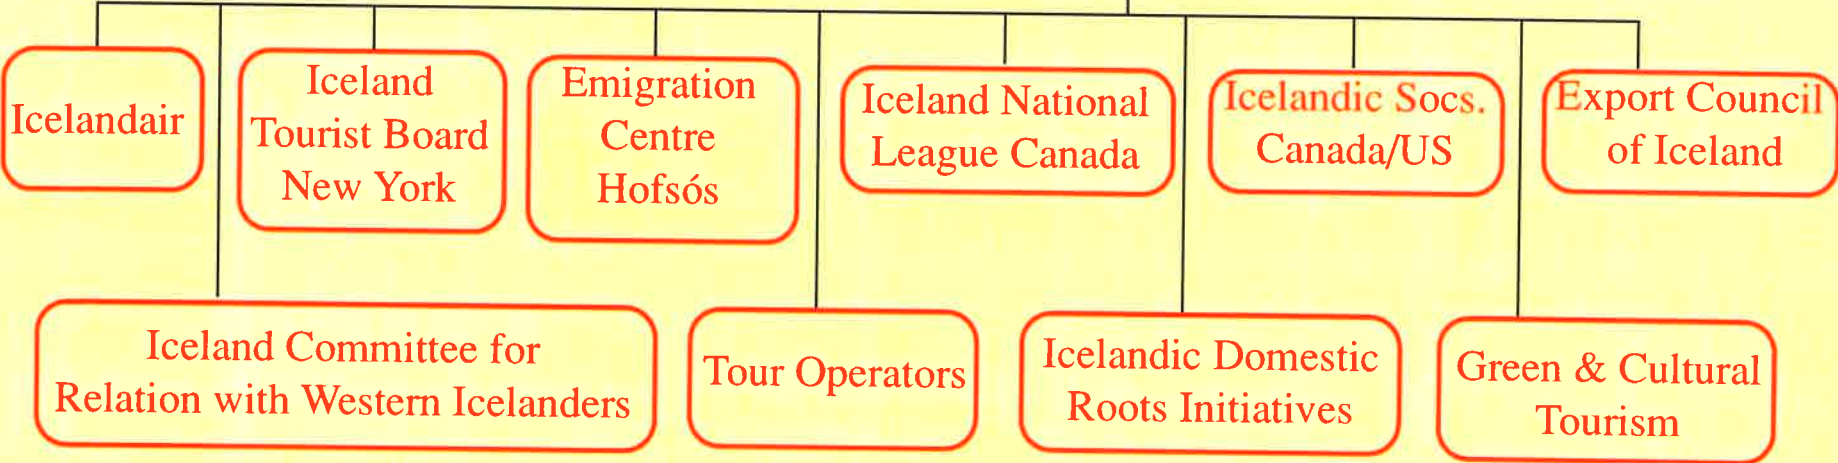 Icelandair
Iceland
Tourist Board
New York
Emigration
Centre
Hofsós
Iceland National
League Canada
Icelandic Socs.
Canada/US
Export Council
of Iceland
Iceland Committee for
Relation with Western Icelanders
Tour Operators
Icelandic Domestic
Roots Initiatives
Green & Cultural
Tourism